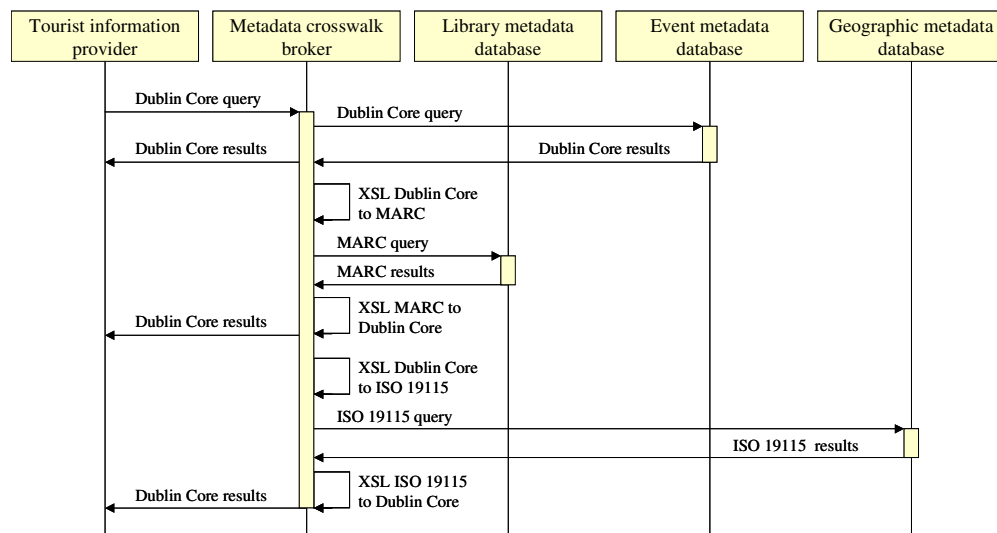 Tourist information
provider
Metadata crosswalk
broker
Library metadata
database
Event metadata
database
Geographic metadata
database
Dublin Core query
Dublin Core query
Dublin Core results
Dublin Core results
XSL Dublin Core
to MARC
MARC query
MARC results
XSL MARC to
Dublin Core
Dublin Core results
XSL Dublin Core
to ISO 19115
ISO 19115 query
ISO 19115 results
XSL ISO 19115
to Dublin Core
Dublin Core results